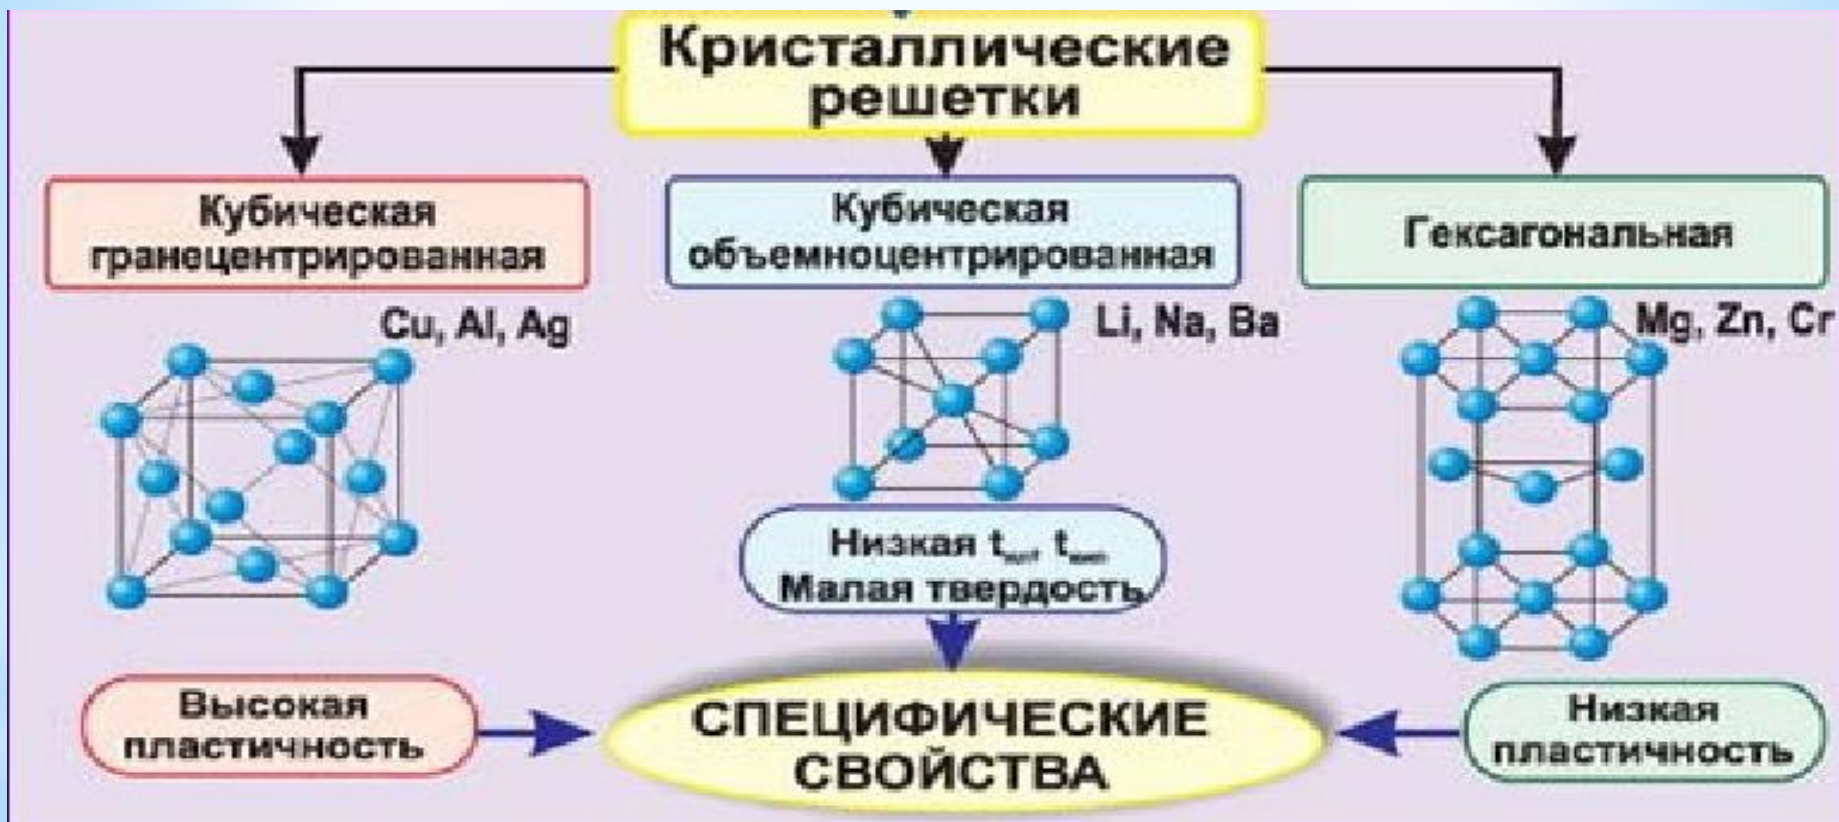 Кристаллические
решетки
Кубическая
гранецентрированная
Кубическая
объемноцентрированная
Гексагональная
Cu, Al, Ag
Li, Na, Ba
Mg, Zn, Cr
Низкая t t
Малая твердость
Высокая
пластичность
СПЕЦИФИЧЕСКИЕ
СВОЙСТВА
Низкая
пластичность